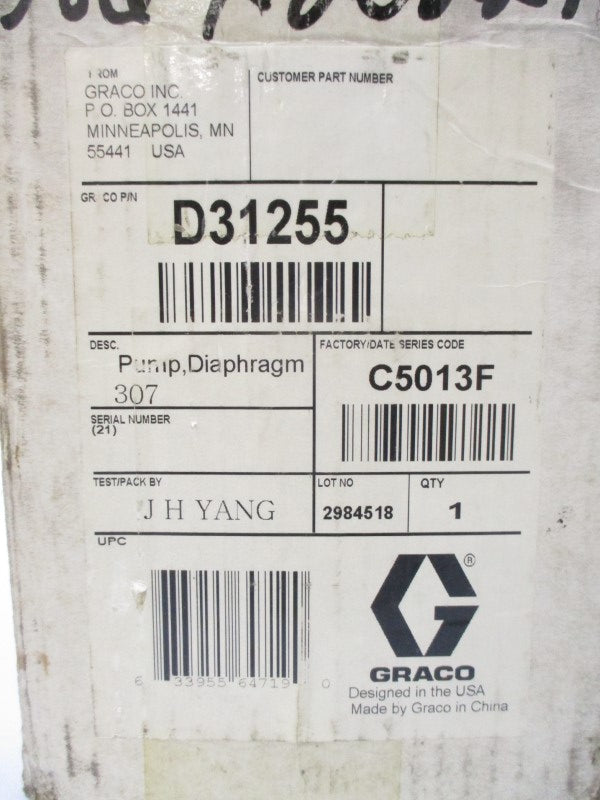 FROM
GRACO INC.
P.O. BOX 1441
MINNEAPOLIS, MN
55441 USA
CUSTOMER PART NUMBER
GRACO P/N
D31255
DESC.
Pump,Diaphragm
307
FACTORY/DATE SERIES CODE
C5013F
SERIAL NUMBER
(21)
TEST/PACK BY
J H YANG
LOT NO
2984518
QTY
1
UPC
6 33955 64719 0
®
GRACO
Designed in the USA
Made by Graco in China